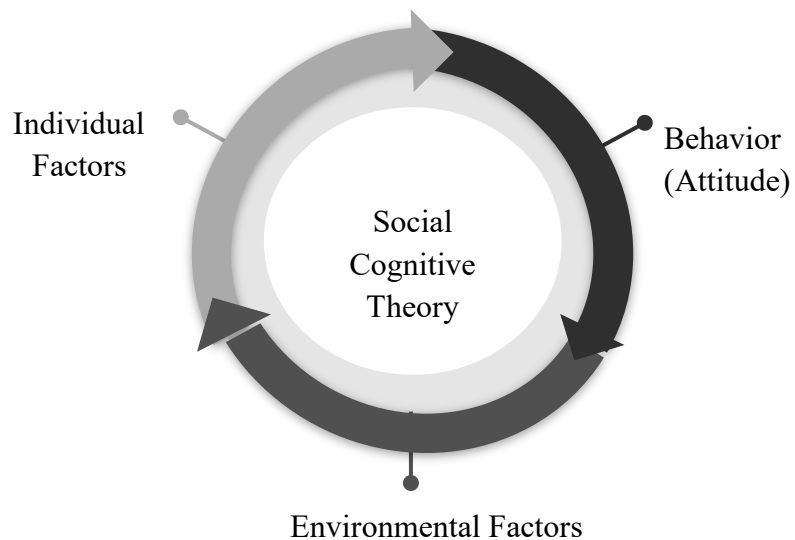 Individual
Factors
Behavior
(Attitude)
Social
Cognitive
Theory
Environmental Factors